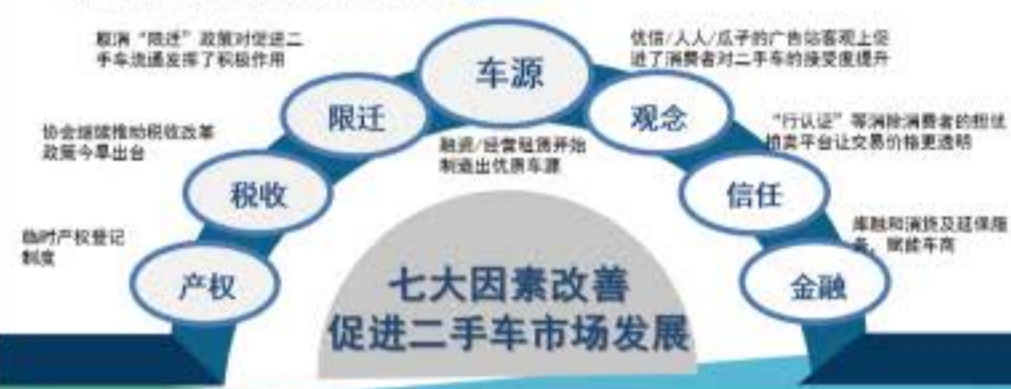 取消“限迁”政策对促进二
手车流通发挥了积极作用
车源
优信/人人/瓜子的广告站客观上促
进了消费者对二手车的接受度提升
限迁
观念
协会继续推动税收改革
政策今早出台
融资/经营租赁开始
制造出优质车源
“行认证”等消除消费者的担忧
拍卖平台让交易价格更透明
税收
信任
临时产权登记
制度
库融和消贷及延保服
务，赋能车商
产权
金融
七大因素改善
促进二手车市场发展